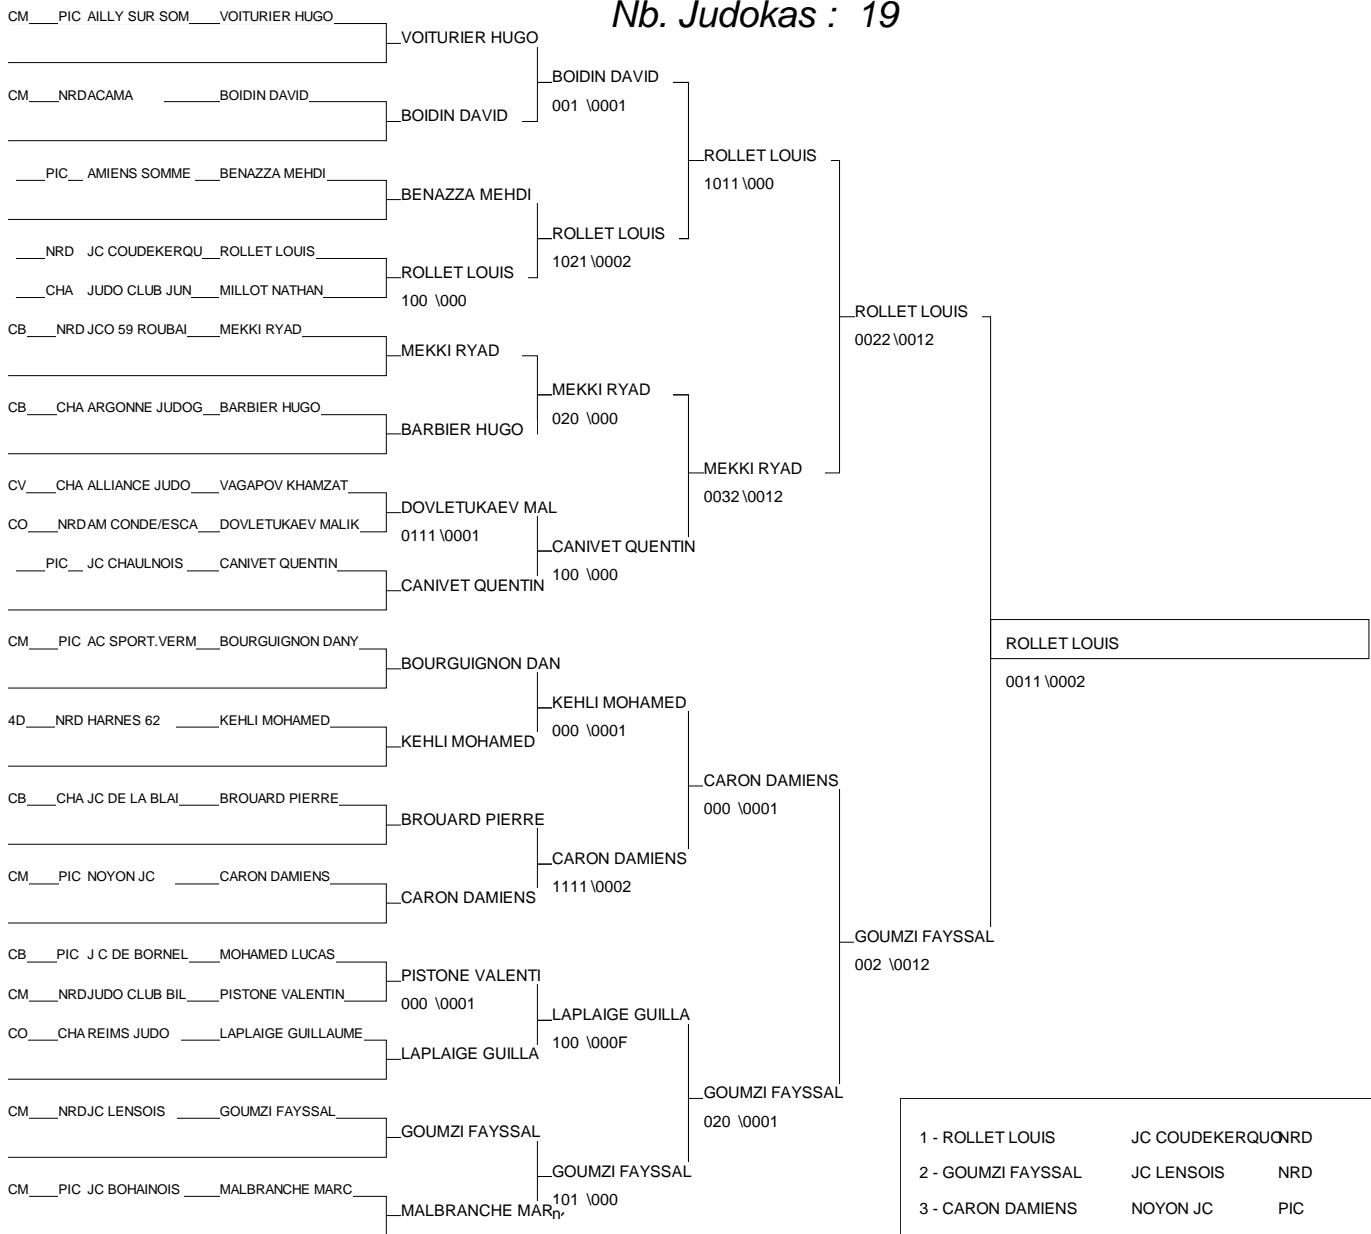 Nb. Judokas : 19
CM PIC AILLY SUR SOM VOITURIER HUGO
CM NRD ACAMA BOIDIN DAVID
PIC AMIENS SOMME BENAZZA MEHDI
NRD JC COUDEKERQU ROLLET LOUIS
CHA JUDO CLUB JUN MILLOT NATHAN
CB NRD JCO 59 ROUBAI MEKKI RYAD
CB CHA ARGONNE JUDOG BARBIER HUGO
CV CHA ALLIANCE JUDO VAGAPOV KHAMZAT
CO NRD AM CONDE/ESCA DOVLETUKAEV MALIK
PIC JC CHAULNOIS CANIVET QUENTIN
CM PIC AC SPORT.VERM BOURGUIGNON DANY
4D NRD HARNES 62 KEHLI MOHAMED
CB CHA JC DE LA BLAI BROUARD PIERRE
CM PIC NOYON JC CARON DAMIENS
CB PIC J C DE BORNEL MOHAMED LUCAS
CM NRD JUDO CLUB BIL PISTONE VALENTIN
CO CHA REIMS JUDO LAPLAIGE GUILLAUME
CM NRD JC LENSOIS GOUMZI FAYSSAL
CM PIC JC BOHAINOIS MALBRANCHE MARC
VOITURIER HUGO
BOIDIN DAVID
BENAZZA MEHDI
ROLLET LOUIS
100 \000
MEKKI RYAD
BARBIER HUGO
DOVLETUKAEV MAL
0111 \0001
CANIVET QUENTIN
BOURGUIGNON DAN
KEHLI MOHAMED
BROUARD PIERRE
CARON DAMIENS
PISTONE VALENTI
000 \0001
LAPLAIGE GUILLA
GOUMZI FAYSSAL
MALBRANCHE MAR
BOIDIN DAVID
001 \0001
ROLLET LOUIS
1021 \0002
MEKKI RYAD
020 \000
CANIVET QUENTIN
100 \000
KEHLI MOHAMED
000 \0001
CARON DAMIENS
1111 \0002
LAPLAIGE GUILLA
100 \000F
GOUMZI FAYSSAL
101 \000
ROLLET LOUIS
1011 \000
MEKKI RYAD
0032 \0012
CARON DAMIENS
000 \0001
GOUMZI FAYSSAL
020 \0001
ROLLET LOUIS
0022 \0012
GOUMZI FAYSSAL
002 \0012
ROLLET LOUIS
0011 \0002
1 - ROLLET LOUIS JC COUDEKERQUO NRD
2 - GOUMZI FAYSSAL JC LENSOIS NRD
3 - CARON DAMIENS NOYON JC PIC